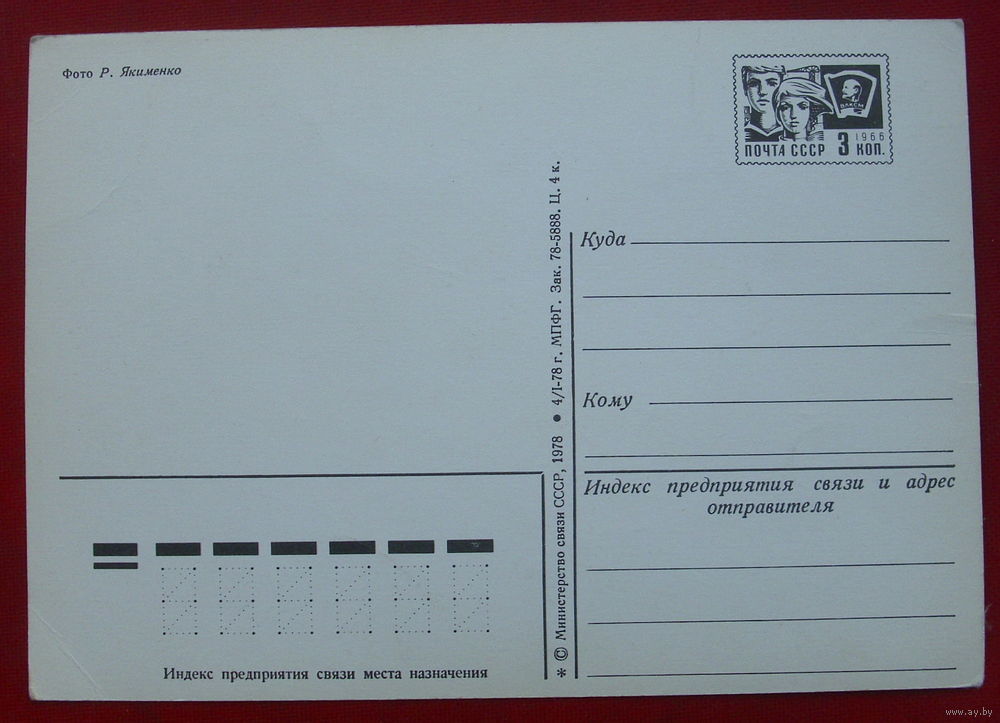 Фото Р. Якименко
ВЛКСМ
1966
ПОЧТА СССР 3 КОП.
* © Министерство связи СССР, 1978 ● 4/I-78 г. МПФГ. Зак. 78-5888. Ц. 4 к.
Куда
Кому
Индекс предприятия связи и адрес
отправителя
Индекс предприятия связи места назначения
www.ay.by